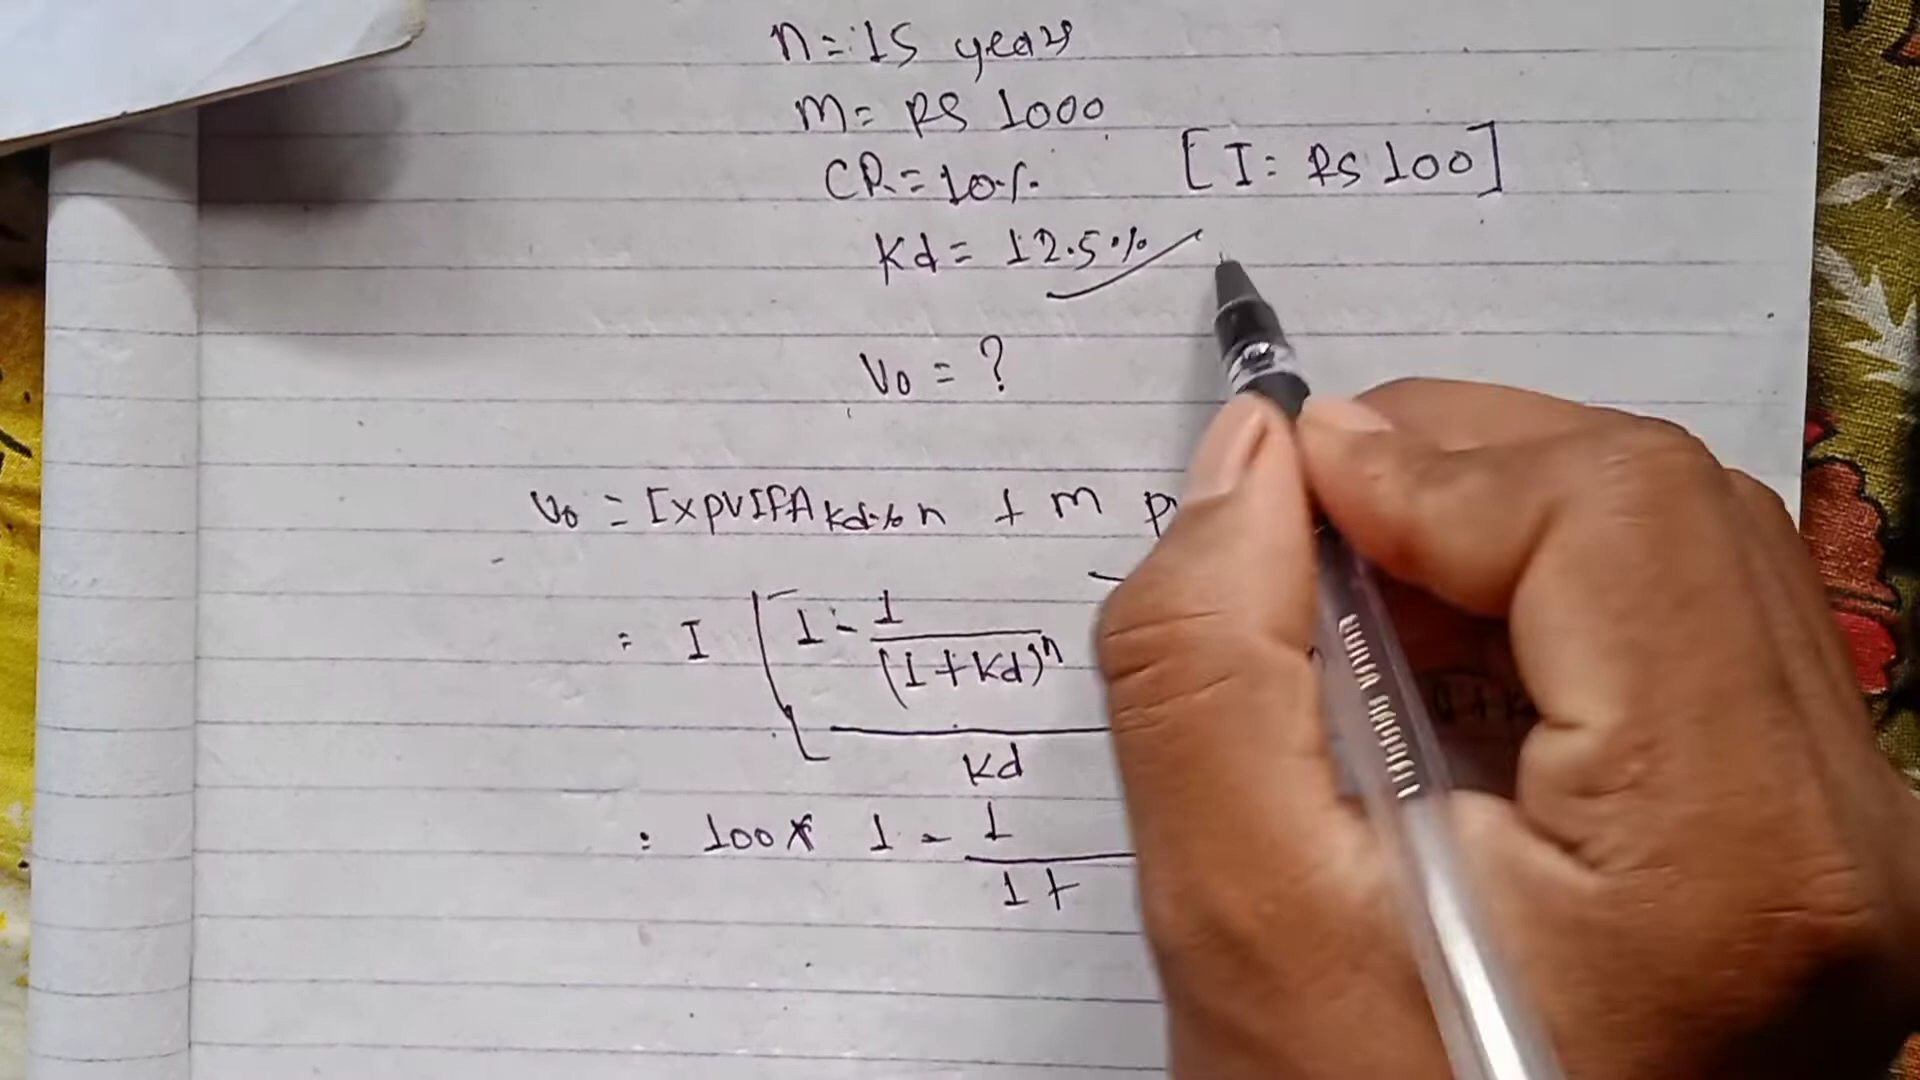 n = 15 years
M = RS 1000
CR = 10% [I = RS 100]
Kd = 12.5%
V0 = ?
V0 = I x PVIFA Kd% n + M
= I [ 1 - 1
(1 + Kd)^n
Kd
= 100 * 1 - 1
1 +